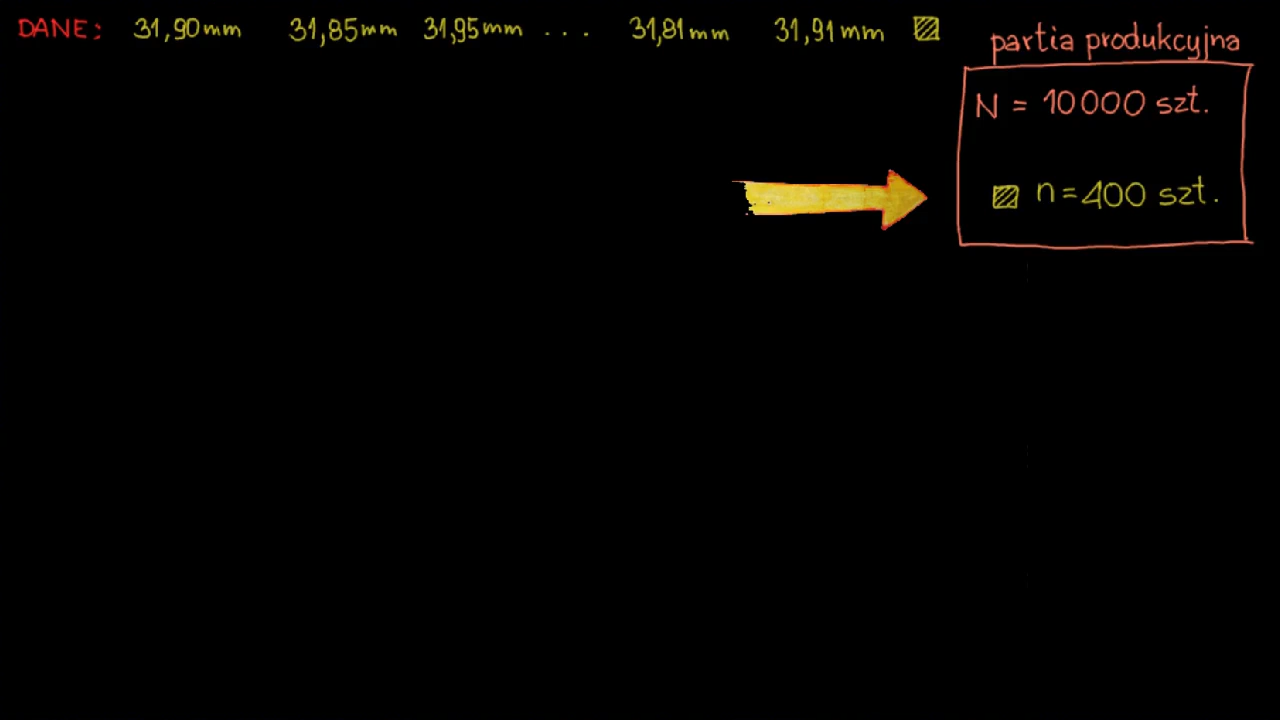 DANE: 31,90mm 31,85mm 31,95mm ... 31,81mm 31,91mm
partia produkcyjna
N = 10000 szt.
n=400 szt.